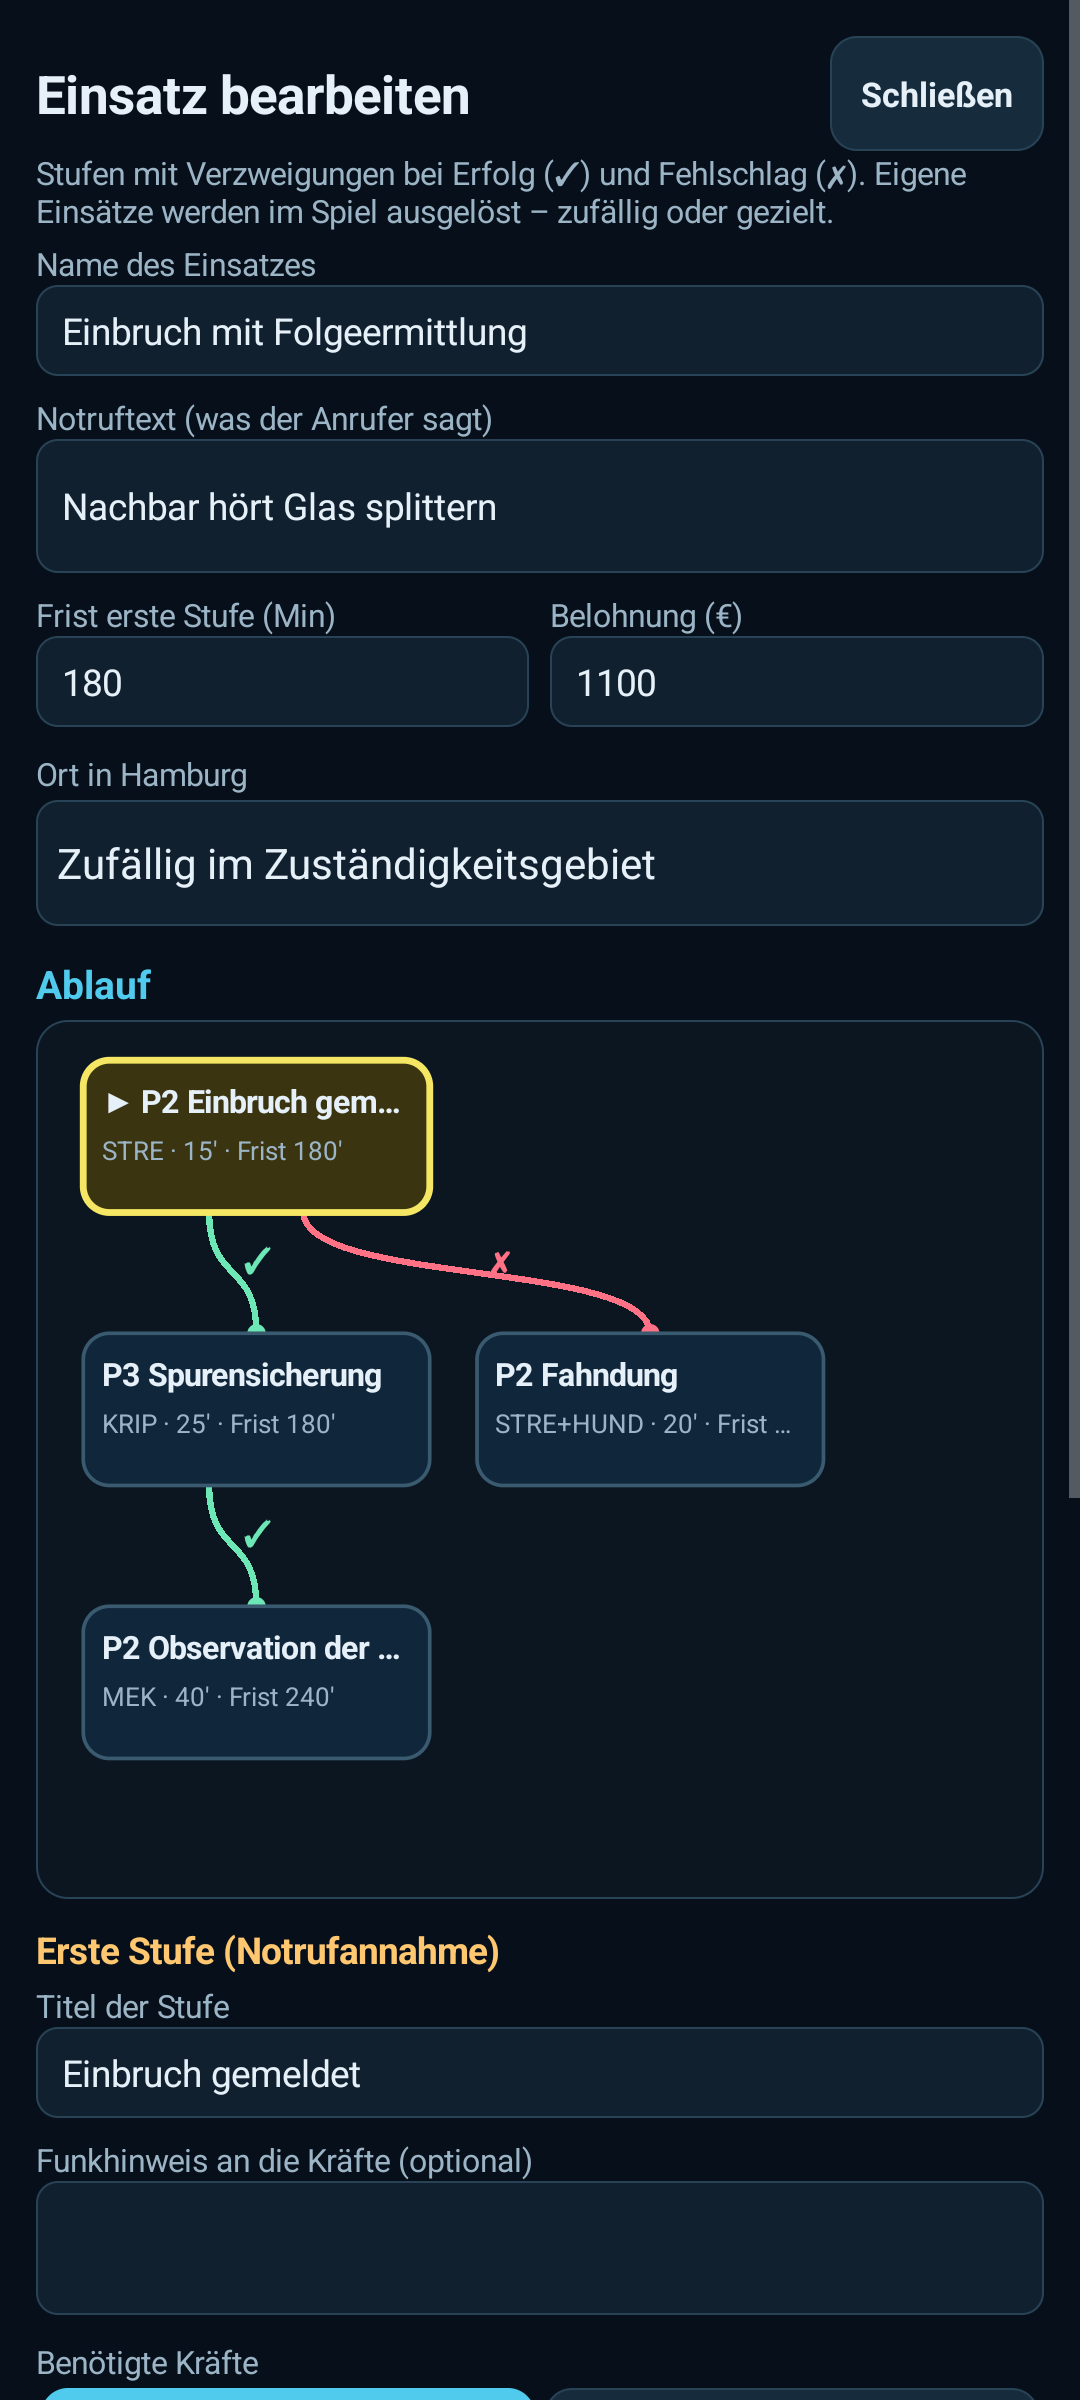 Einsatz bearbeiten
Schließen
Stufen mit Verzweigungen bei Erfolg (✓) und Fehlschlag (✗). Eigene
Einsätze werden im Spiel ausgelöst – zufällig oder gezielt.
Name des Einsatzes
Einbruch mit Folgeermittlung
Notruftext (was der Anrufer sagt)
Nachbar hört Glas splittern
Frist erste Stufe (Min)
Belohnung (€)
180
1100
Ort in Hamburg
Zufällig im Zuständigkeitsgebiet
Ablauf
► P2 Einbruch gem...
STRE · 15' · Frist 180'
✓
✗
P3 Spurensicherung
KRIP · 25' · Frist 180'
P2 Fahndung
STRE+HUND · 20' · Frist ...
✓
P2 Observation der ...
MEK · 40' · Frist 240'
Erste Stufe (Notrufannahme)
Titel der Stufe
Einbruch gemeldet
Funkhinweis an die Kräfte (optional)
Benötigte Kräfte